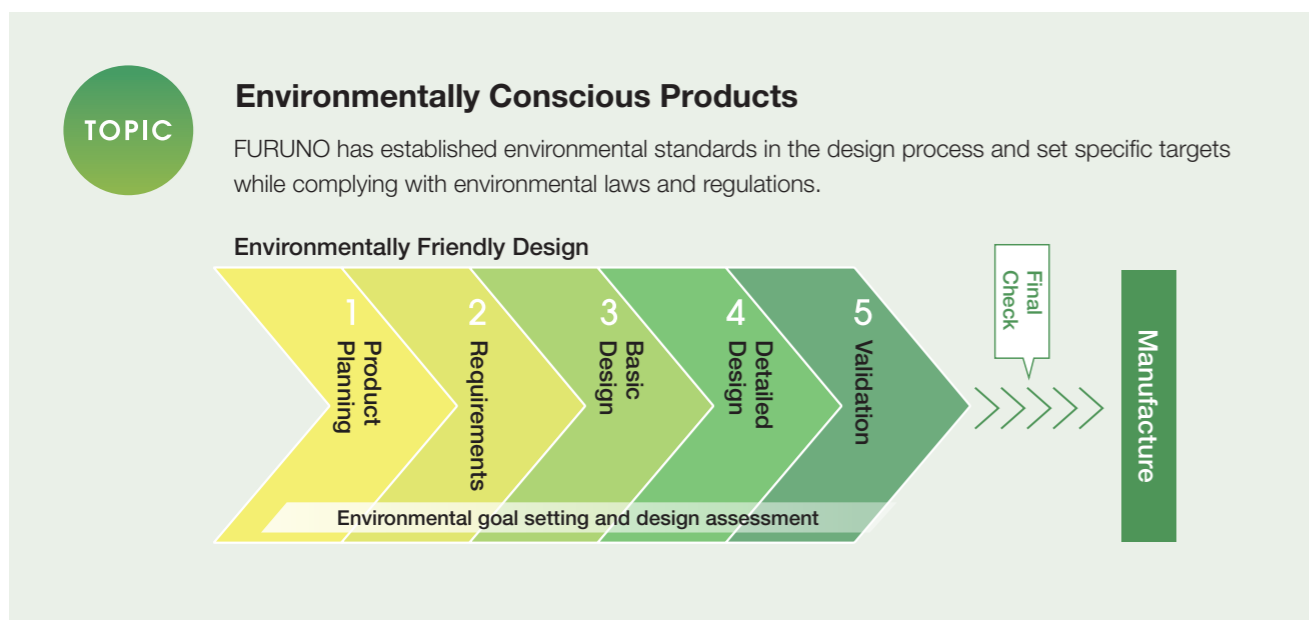 TOPIC
Environmentally Conscious Products
FURUNO has established environmental standards in the design process and set specific targets
while complying with environmental laws and regulations.
Environmentally Friendly Design
1
Product
Planning
2
Requirements
3
Basic
Design
4
Detailed
Design
5
Validation
Environmental goal setting and design assessment
Final
Check
Manufacture